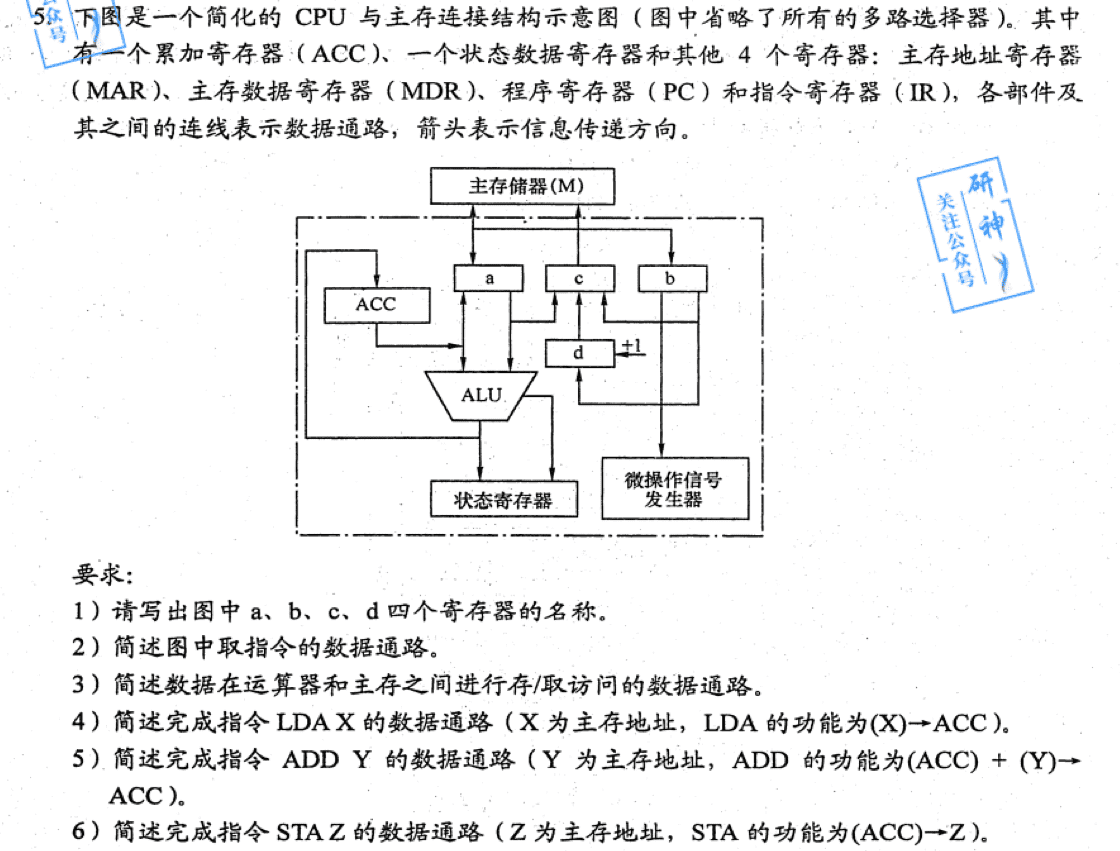 5. 下图是一个简化的 CPU 与主存连接结构示意图（图中省略了所有的多路选择器）。其中
有一个累加寄存器（ACC）、一个状态数据寄存器和其他 4 个寄存器：主存地址寄存器
（MAR）、主存数据寄存器（MDR）、程序寄存器（PC）和指令寄存器（IR），各部件及
其之间的连线表示数据通路，箭头表示信息传递方向。
众号
主存储器(M)
研神
关注公众号
a
c
b
ACC
d
+1
ALU
状态寄存器
微操作信号
发生器
要求：
1）请写出图中 a、b、c、d 四个寄存器的名称。
2）简述图中取指令的数据通路。
3）简述数据在运算器和主存之间进行存/取访问的数据通路。
4）简述完成指令 LDA X 的数据通路（X 为主存地址，LDA 的功能为(X)→ACC）。
5）简述完成指令 ADD Y 的数据通路（Y 为主存地址，ADD 的功能为(ACC) + (Y)→
ACC）。
6）简述完成指令 STA Z 的数据通路（Z 为主存地址，STA 的功能为(ACC)→Z）。